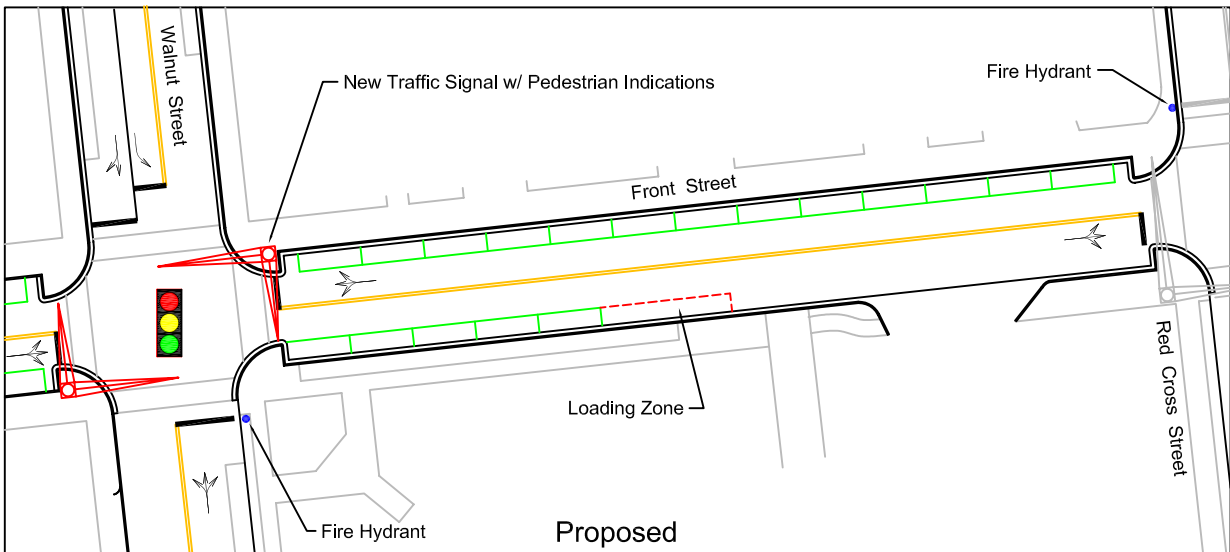 Walnut Street
New Traffic Signal w/ Pedestrian Indications
Fire Hydrant
Front Street
Loading Zone
Red Cross Street
Fire Hydrant
Proposed